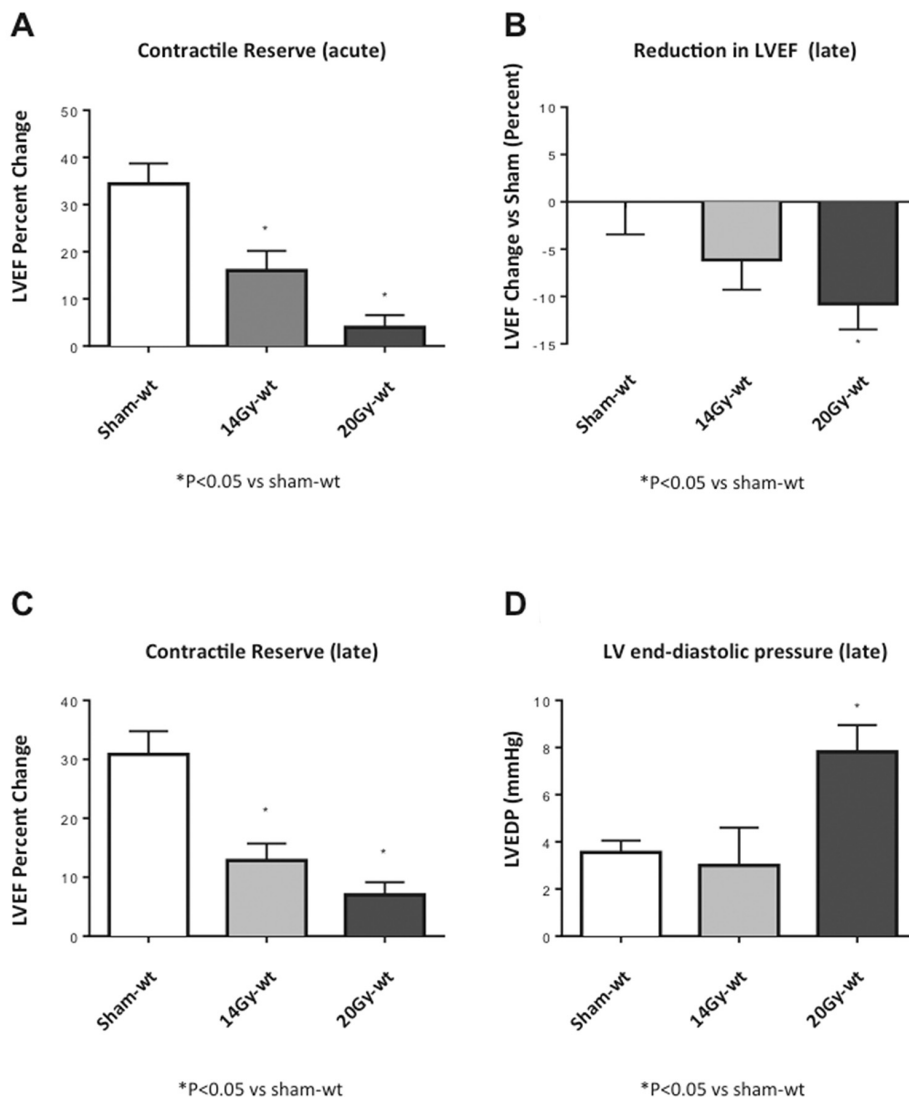 A
Contractile Reserve (acute)
LVEF Percent Change
50
40
30
20
10
0
*
*
Sham-wt
14Gy-wt
20Gy-wt
*P<0.05 vs sham-wt
B
Reduction in LVEF (late)
LVEF Change vs Sham (Percent)
10
5
0
-5
-10
-15
*
Sham-wt
14Gy-wt
20Gy-wt
*P<0.05 vs sham-wt
C
Contractile Reserve (late)
LVEF Percent Change
40
30
20
10
0
*
*
Sham-wt
14Gy-wt
20Gy-wt
*P<0.05 vs sham-wt
D
LV end-diastolic pressure (late)
LVEDP (mmHg)
10
8
6
4
2
0
*
Sham-wt
14Gy-wt
20Gy-wt
*P<0.05 vs sham-wt